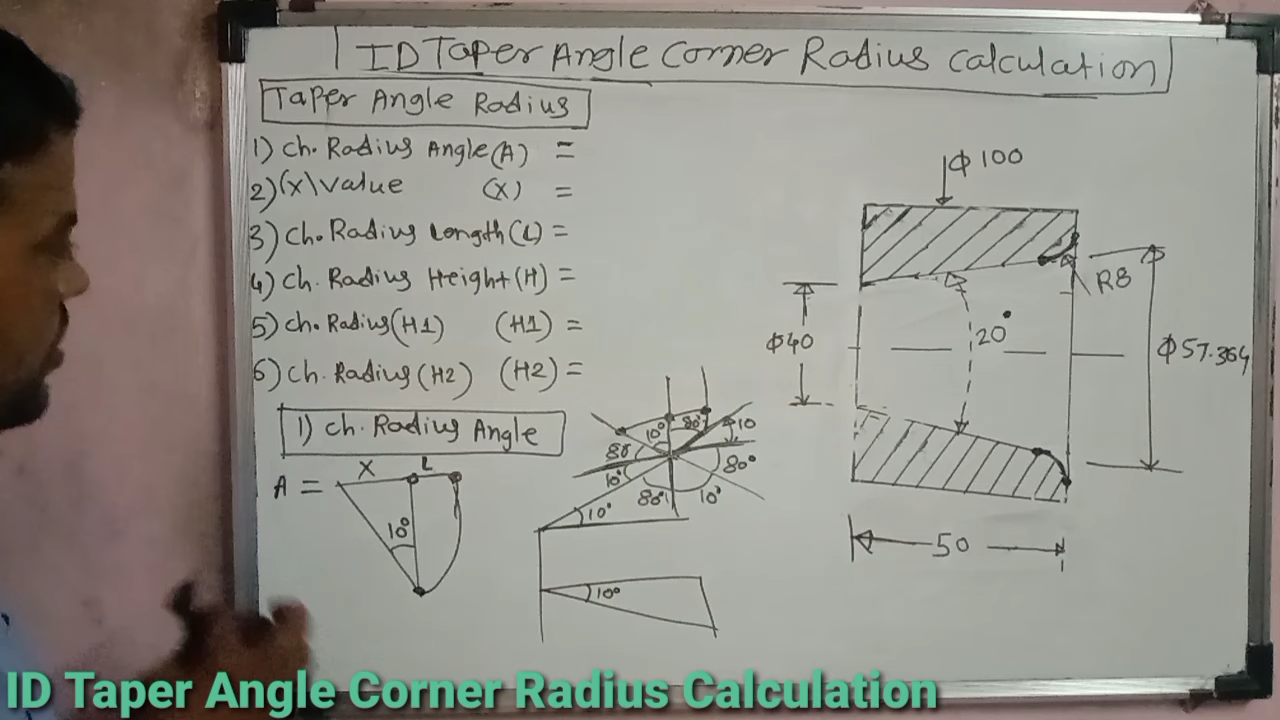 ID Taper Angle Corner Radius Calculation
Taper Angle Radius
1) Ch. Radius Angle (A) =
2) (X) Value (X) =
3) Ch. Radius Length (L) =
4) Ch. Radius Height (H) =
5) Ch. Radius (H1) (H1) =
6) Ch. Radius (H2) (H2) =
1) Ch. Radius Angle
A =
X L
10°
10° 80° 10
80 80°
10° 80° 10°
10°
10°
Φ100
R8
Φ40
20°
Φ57.364
50
ID Taper Angle Corner Radius Calculation